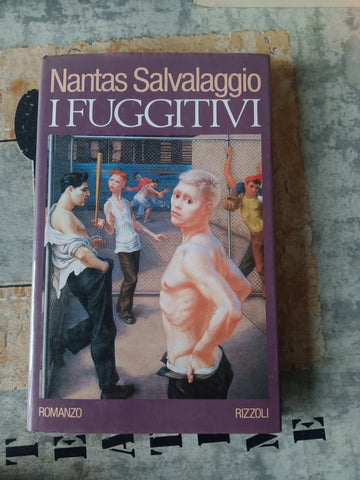 Nantas Salvalaggio
I FUGGITIVI
ROMANZO RIZZOLI